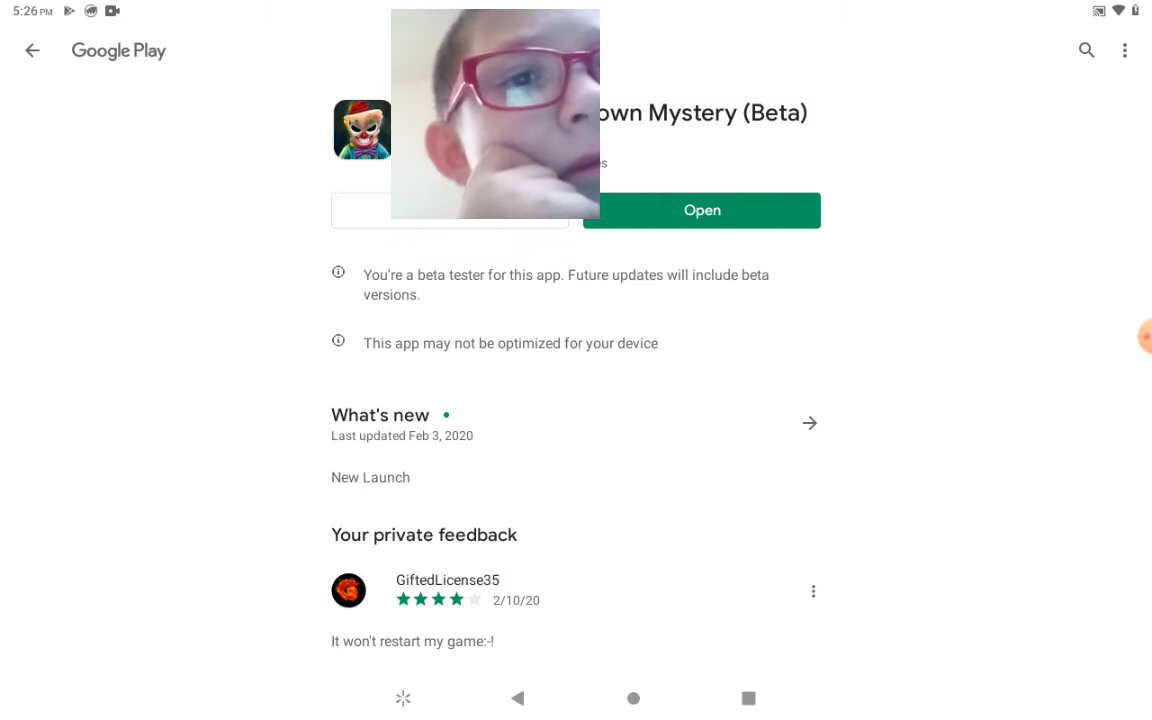 5:26 PM
Google Play
own Mystery (Beta)
s
Open
You're a beta tester for this app. Future updates will include beta
versions.
This app may not be optimized for your device
What's new
Last updated Feb 3, 2020
New Launch
Your private feedback
GiftedLicense35
2/10/20
It won't restart my game:-!